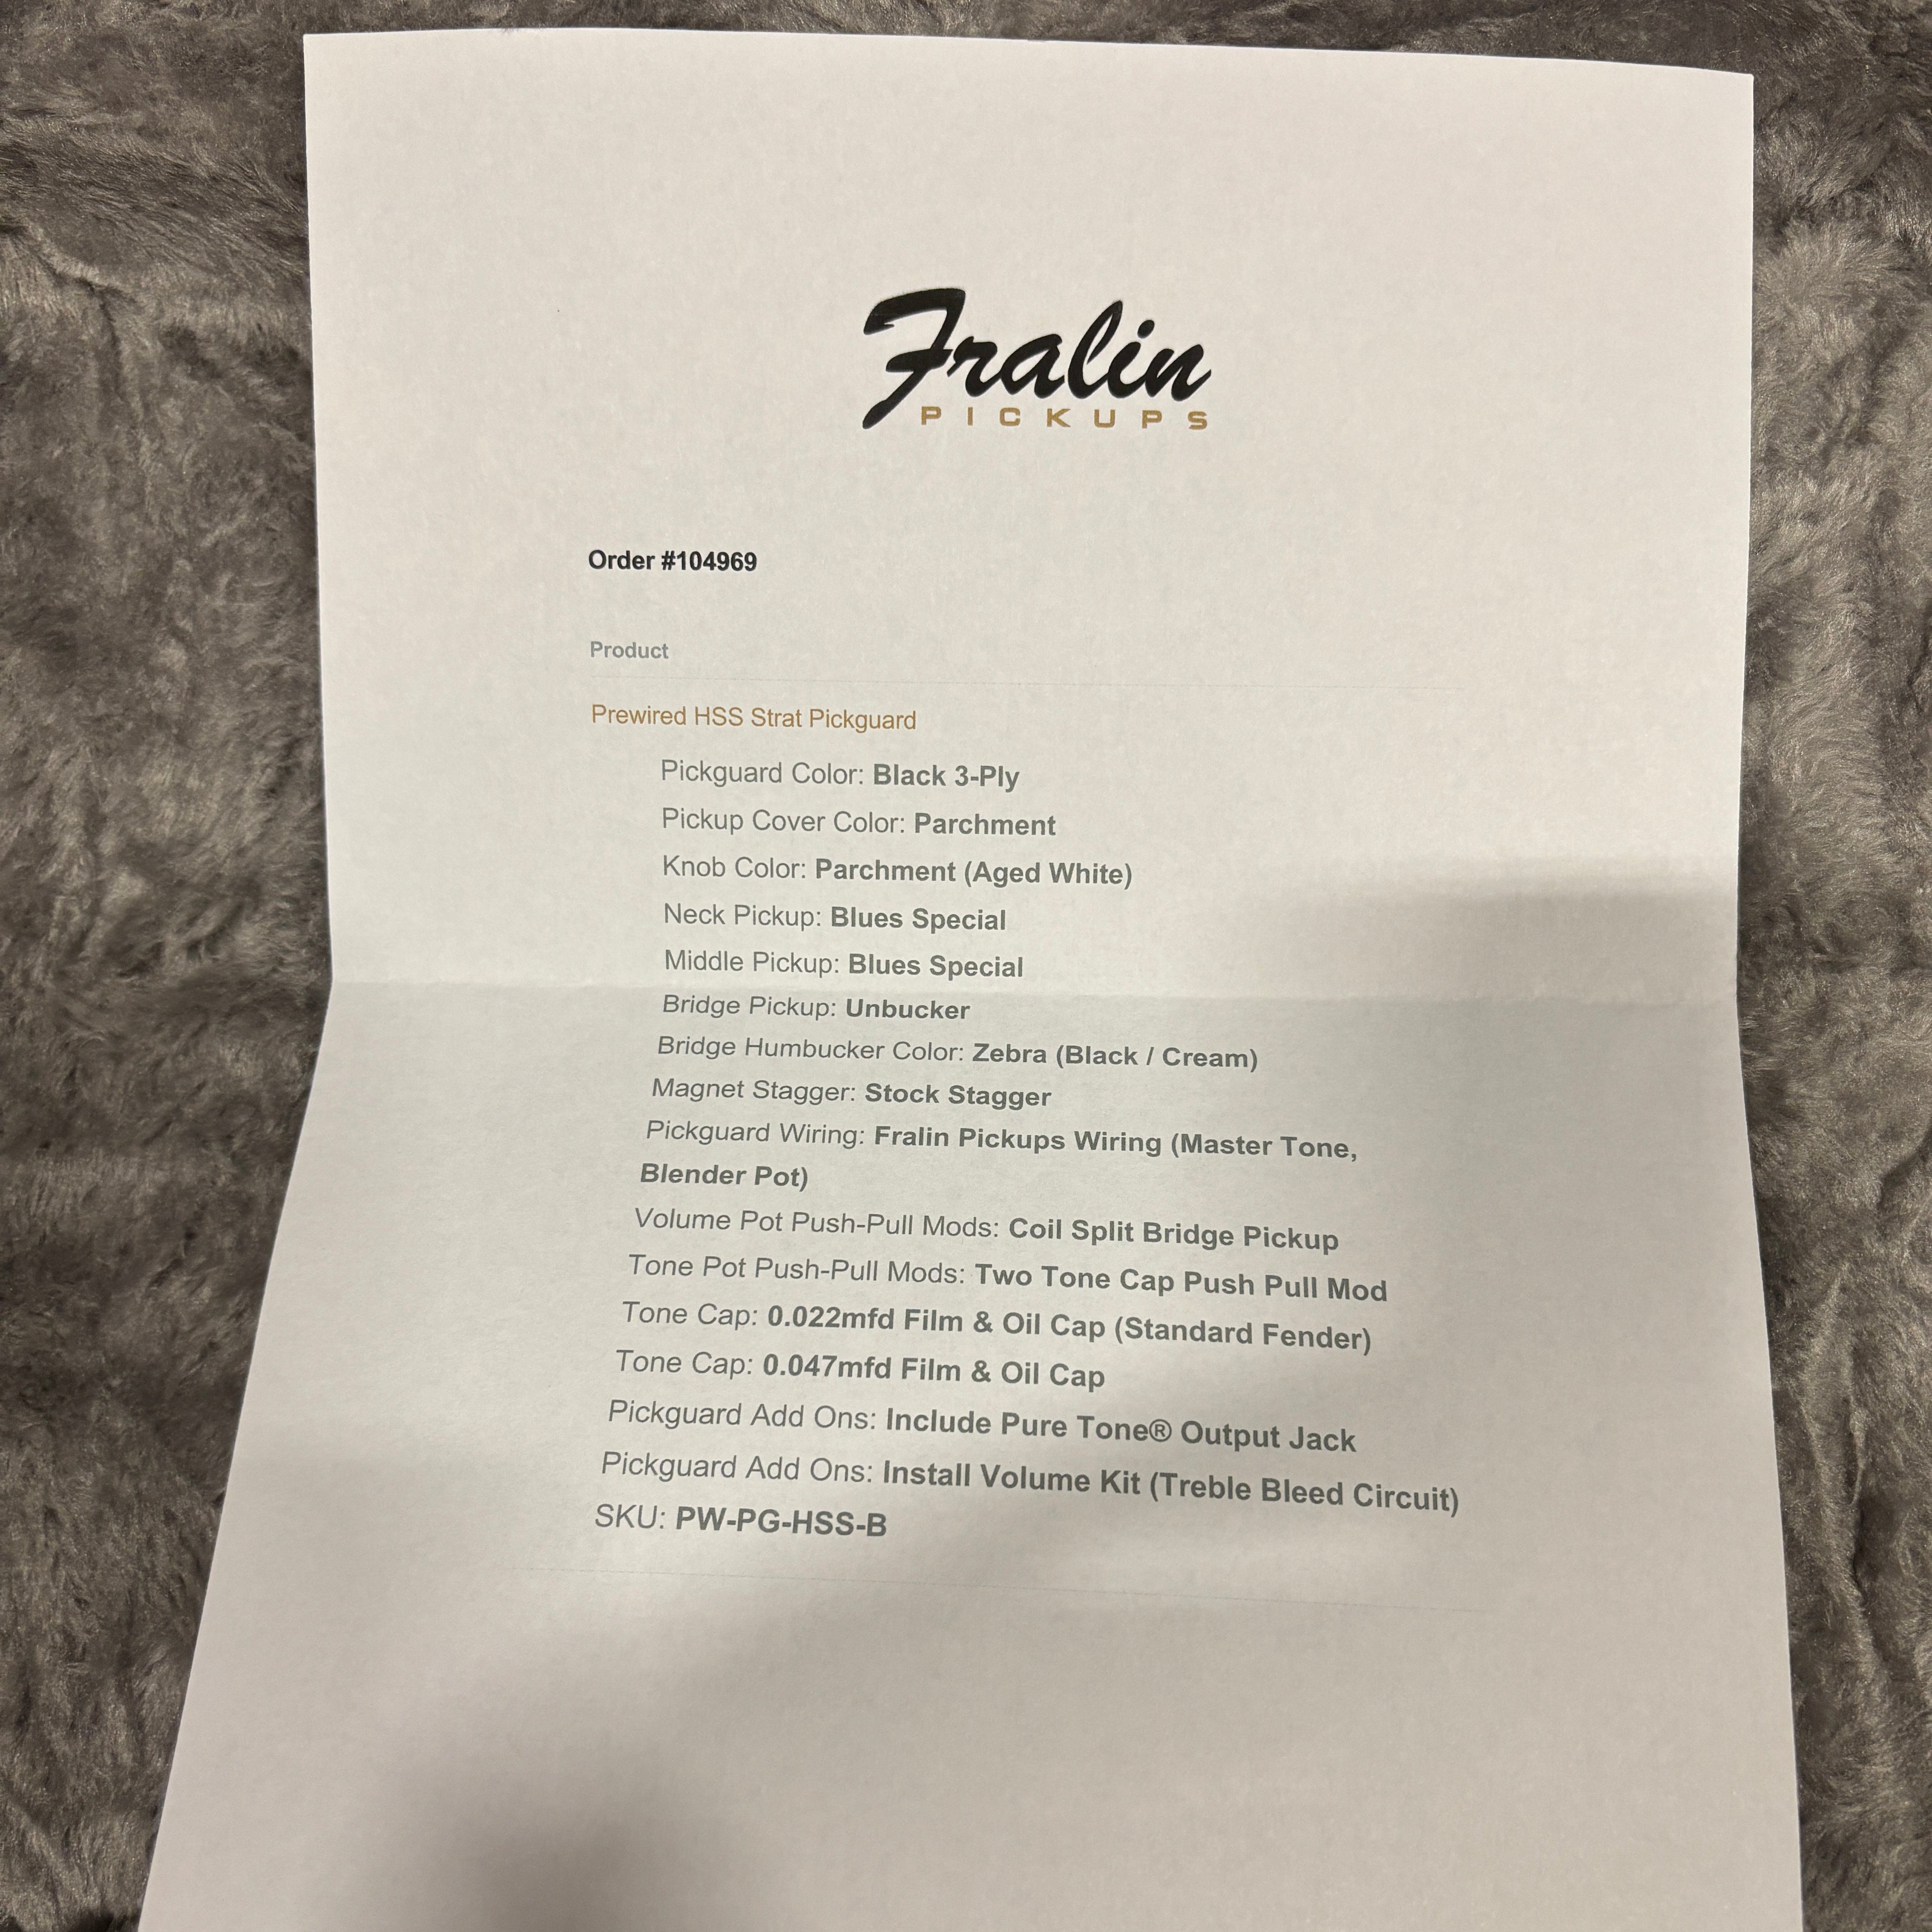 Fralin
PICKUPS
Order #104969
Product
Prewired HSS Strat Pickguard
Pickguard Color: Black 3-Ply
Pickup Cover Color: Parchment
Knob Color: Parchment (Aged White)
Neck Pickup: Blues Special
Middle Pickup: Blues Special
Bridge Pickup: Unbucker
Bridge Humbucker Color: Zebra (Black / Cream)
Magnet Stagger: Stock Stagger
Pickguard Wiring: Fralin Pickups Wiring (Master Tone,
Blender Pot)
Volume Pot Push-Pull Mods: Coil Split Bridge Pickup
Tone Pot Push-Pull Mods: Two Tone Cap Push Pull Mod
Tone Cap: 0.022mfd Film & Oil Cap (Standard Fender)
Tone Cap: 0.047mfd Film & Oil Cap
Pickguard Add Ons: Include Pure Tone® Output Jack
Pickguard Add Ons: Install Volume Kit (Treble Bleed Circuit)
SKU: PW-PG-HSS-B